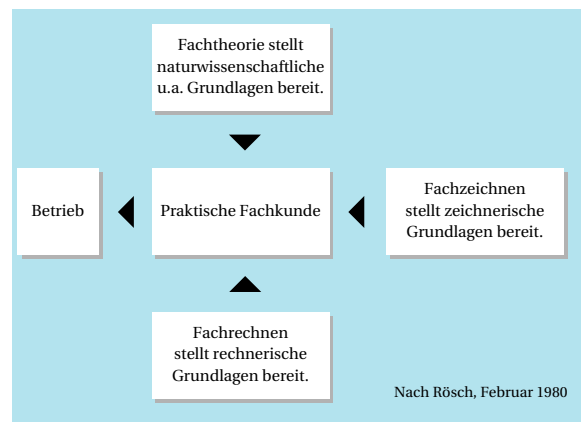 Fachtheorie stellt
naturwissenschaftliche
u.a. Grundlagen bereit.
Betrieb
Praktische Fachkunde
Fachzeichnen
stellt zeichnerische
Grundlagen bereit.
Fachrechnen
stellt rechnerische
Grundlagen bereit.
Nach Rösch, Februar 1980